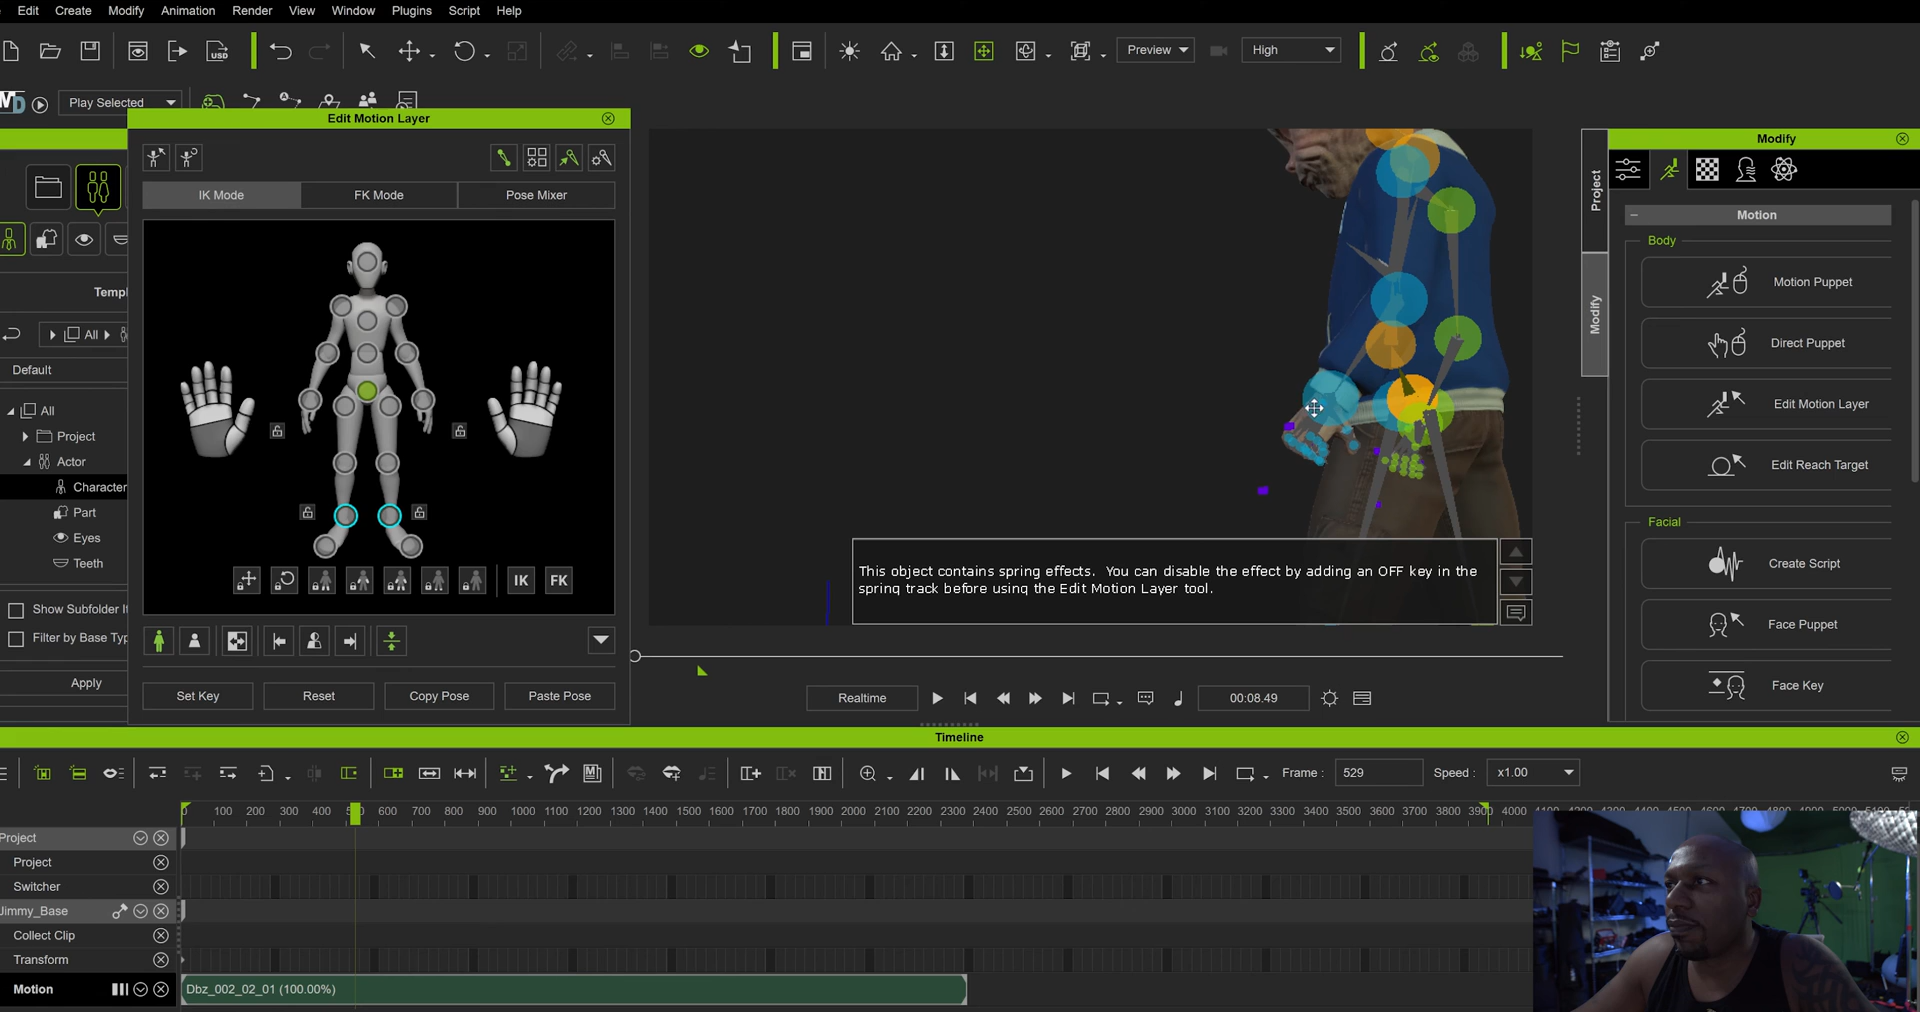 Edit Create Modify Animation Render View Window Plugins Script Help
Preview High
Play Selected
Edit Motion Layer
IK Mode FK Mode Pose Mixer
Templ
All
Default
All
Project
Actor
Character
Part
Eyes
Teeth
Show Subfolder It
Filter by Base Typ
Apply
IK FK
Set Key Reset Copy Pose Paste Pose
This object contains spring effects. You can disable the effect by adding an OFF key in the
spring track before using the Edit Motion Layer tool.
Realtime 00:08.49
Project
Modify
Modify
Motion
Body
Motion Puppet
Direct Puppet
Edit Motion Layer
Edit Reach Target
Facial
Create Script
Face Puppet
Face Key
Timeline
Frame : 529 Speed : x1.00
0 100 200 300 400 600 700 800 900 1000 1100 1200 1300 1400 1500 1600 1700 1800 1900 2000 2100 2200 2300 2400 2500 2600 2700 2800 2900 3000 3100 3200 3300 3400 3500 3600 3700 3800 3900 4000
Project
Project
Switcher
Jimmy_Base
Collect Clip
Transform
Motion Dbz_002_02_01 (100.00%)